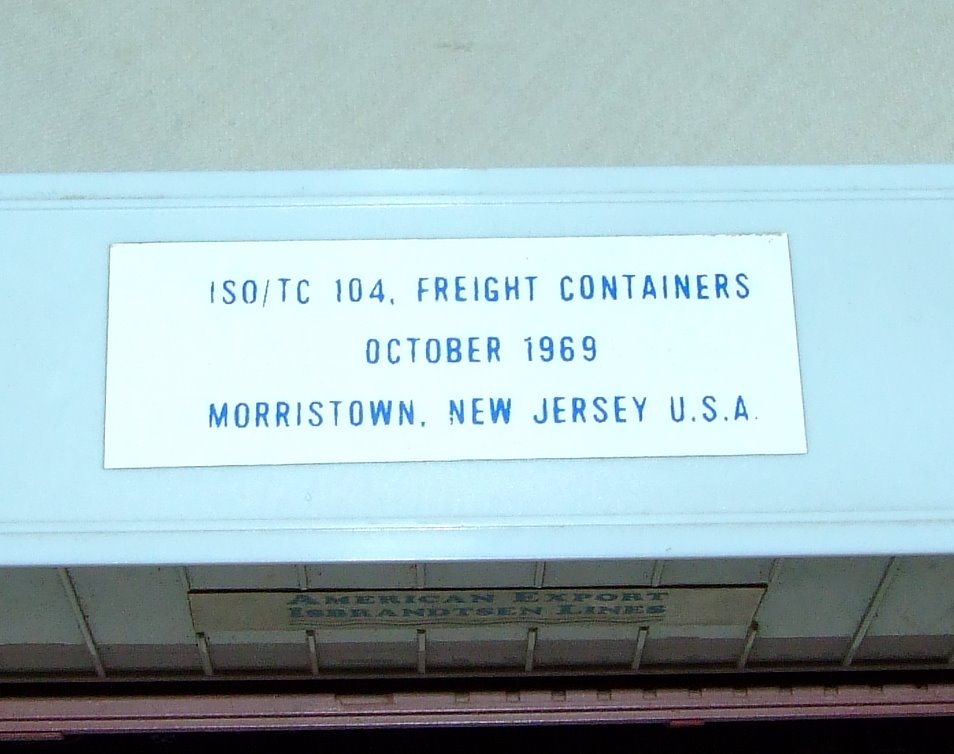 ISO/TC 104, FREIGHT CONTAINERS
OCTOBER 1969
MORRISTOWN, NEW JERSEY U.S.A.
AMERICAN EXPORT
ISBRANDTSEN LINES